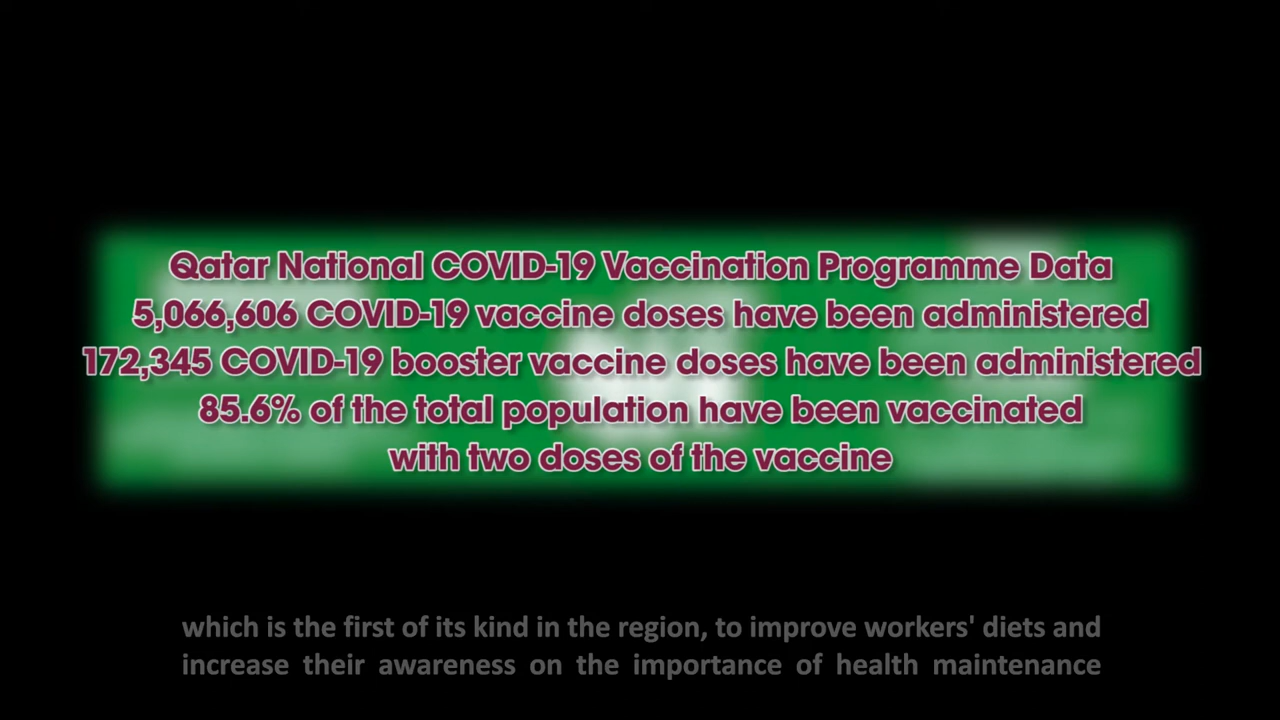 Qatar National COVID-19 Vaccination Programme Data
5,066,606 COVID-19 vaccine doses have been administered
172,345 COVID-19 booster vaccine doses have been administered
85.6% of the total population have been vaccinated
with two doses of the vaccine
which is the first of its kind in the region, to improve workers' diets and
increase their awareness on the importance of health maintenance